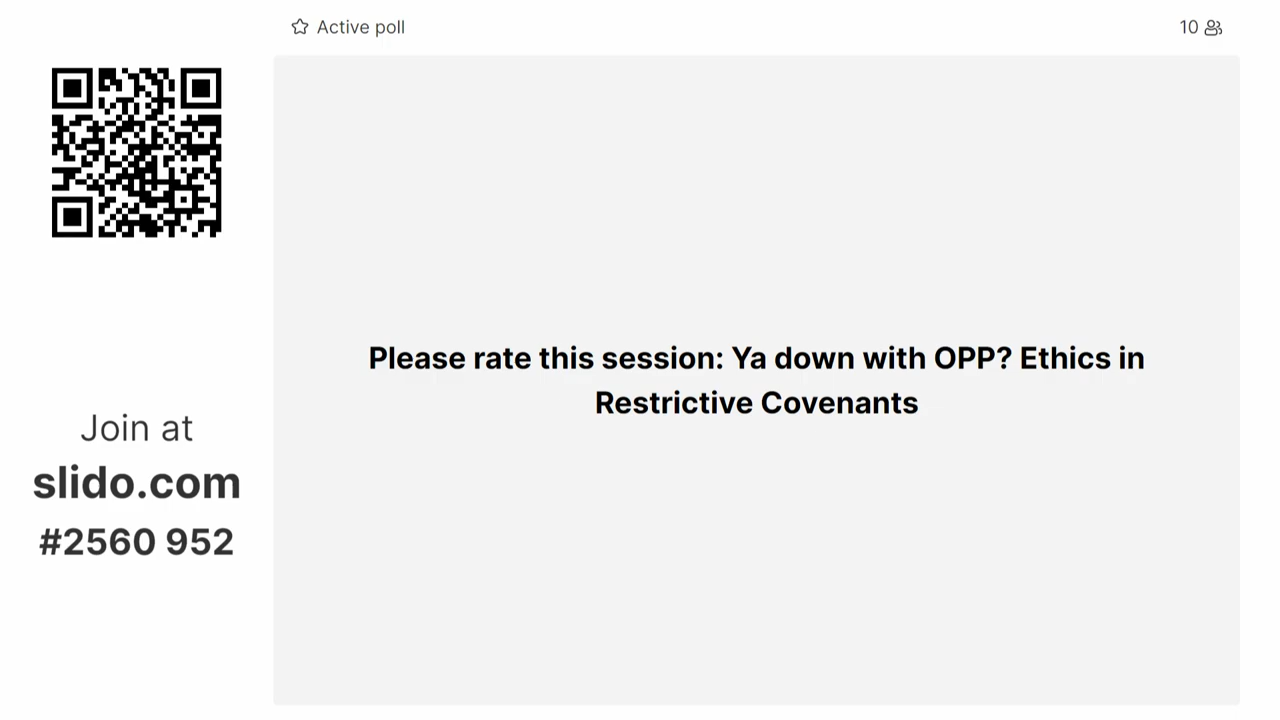 Active poll
10
Please rate this session: Ya down with OPP? Ethics in
Restrictive Covenants
Join at
slido.com
#2560 952